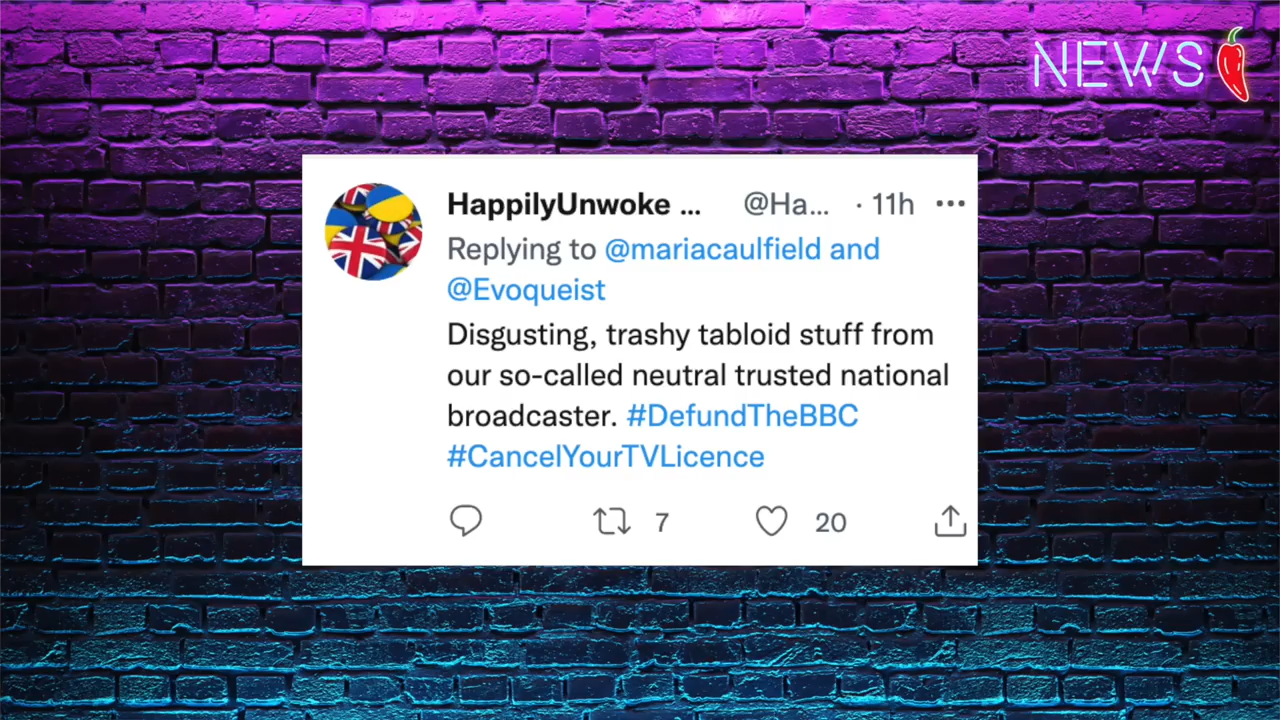 NEWS
HappilyUnwoke ... @Ha... · 11h
Replying to @mariacaulfield and
@Evoqueist
Disgusting, trashy tabloid stuff from
our so-called neutral trusted national
broadcaster. #DefundTheBBC
#CancelYourTVLicence
7 20